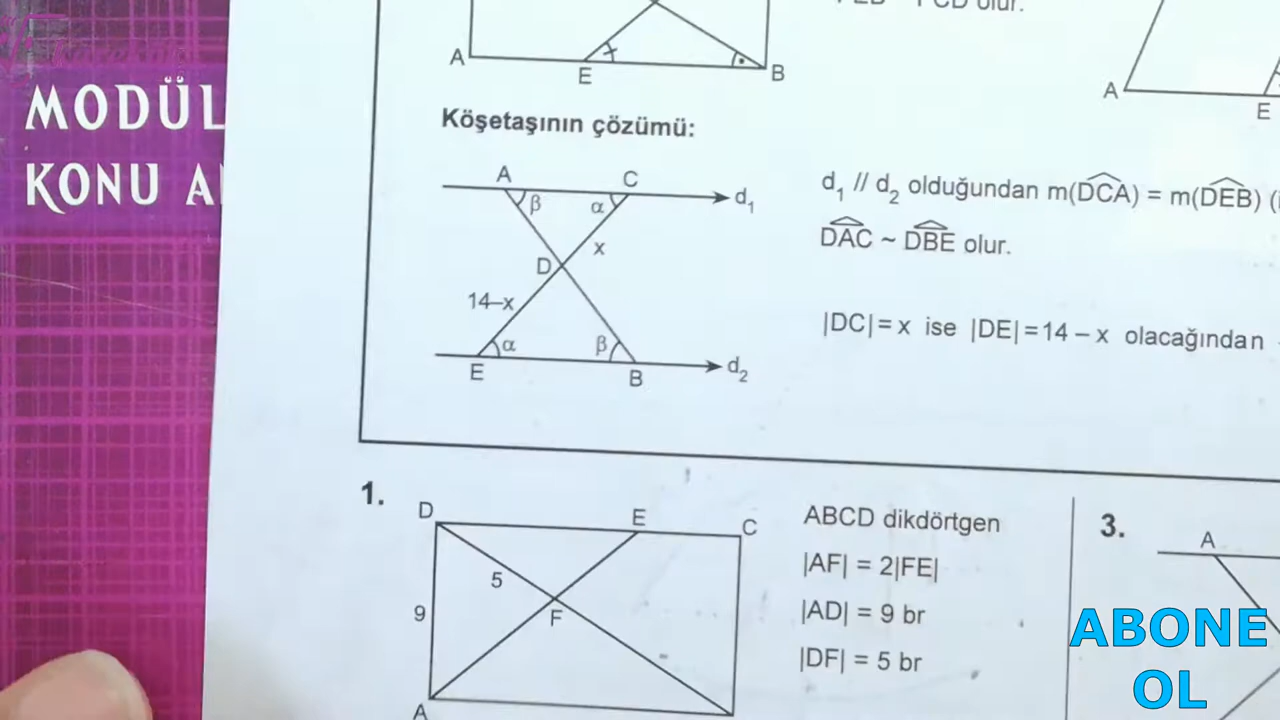 MODÜL
KONU A
A
E
B
A
E
Köşetaşının çözümü:
A
C
d1
β
α
x
D
14–x
α
β
E
B
d2
d1 // d2 olduğundan m(DCA) = m(DEB) (
DAC ~ DBE olur.
|DC| = x ise |DE| = 14 – x olacağından
1.
D
E
C
5
9
F
A
ABCD dikdörtgen
|AF| = 2|FE|
|AD| = 9 br
|DF| = 5 br
3.
A
ABONE
OL